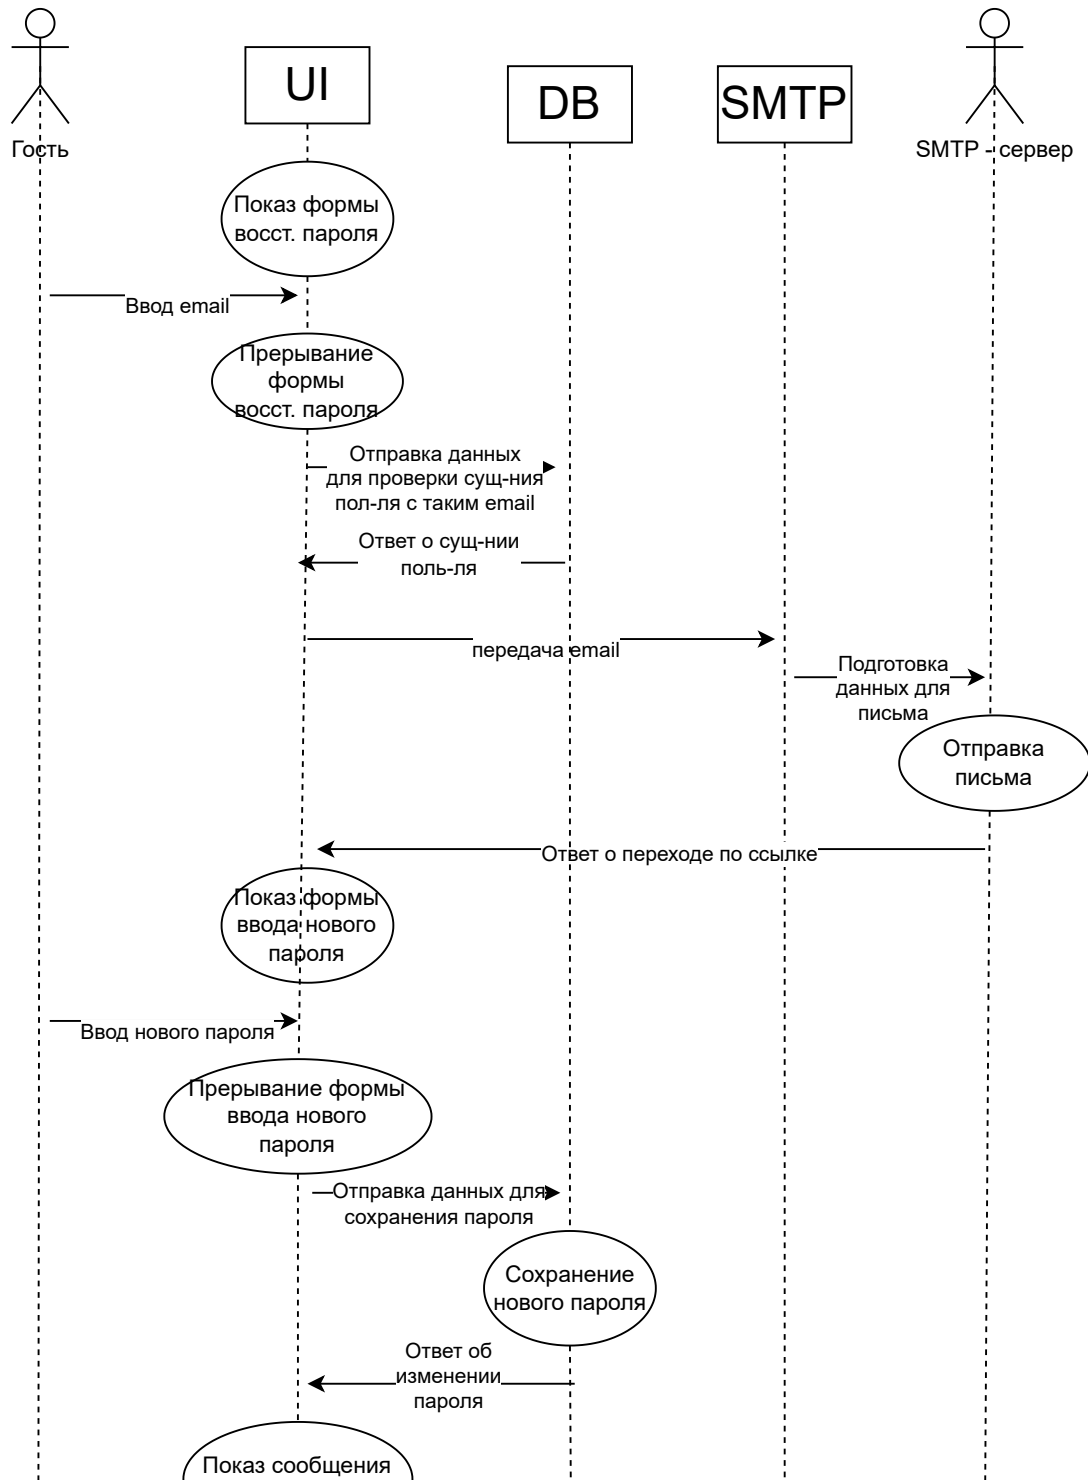 UI
DB
SMTP
Гость
SMTP - сервер
Показ формы
восст. пароля
Ввод email
Прерывание
формы
восст. пароля
Отправка данных
для проверки сущ-ния
пол-ля с таким email
Ответ о сущ-нии
поль-ля
передача email
Подготовка
данных для
письма
Отправка
письма
Ответ о переходе по ссылке
Показ формы
ввода нового
пароля
Ввод нового пароля
Прерывание формы
ввода нового
пароля
Отправка данных для
сохранения пароля
Сохранение
нового пароля
Ответ об
изменении
пароля
Показ сообщения